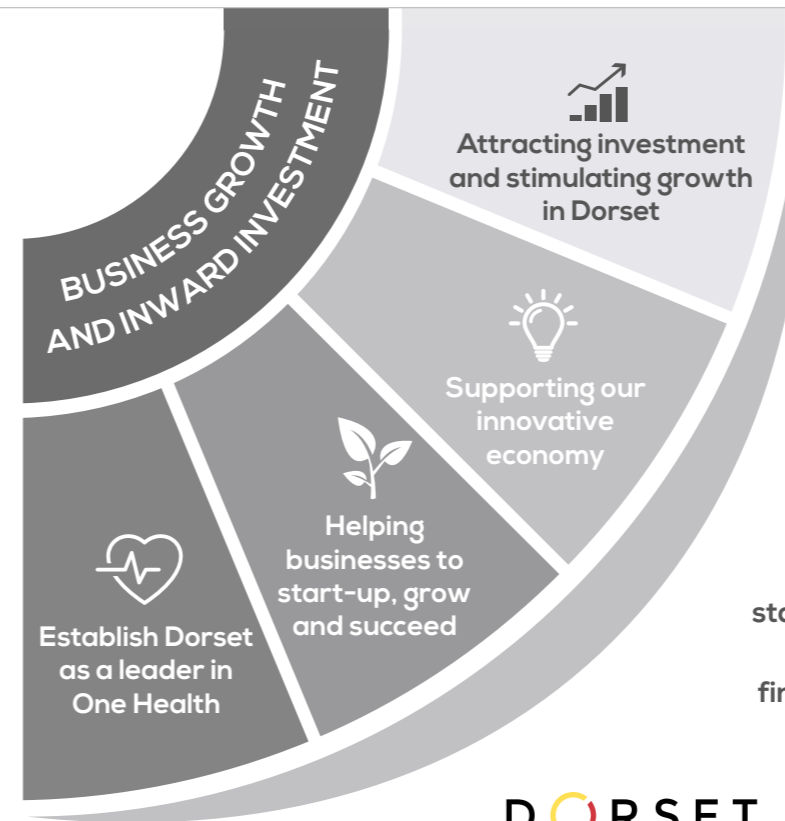 BUSINESS GROWTH
AND INWARD INVESTMENT
Attracting investment
and stimulating growth
in Dorset
Supporting our
innovative
economy
Helping
businesses to
start-up, grow
and succeed
Establish Dorset
as a leader in
One Health
DORSET